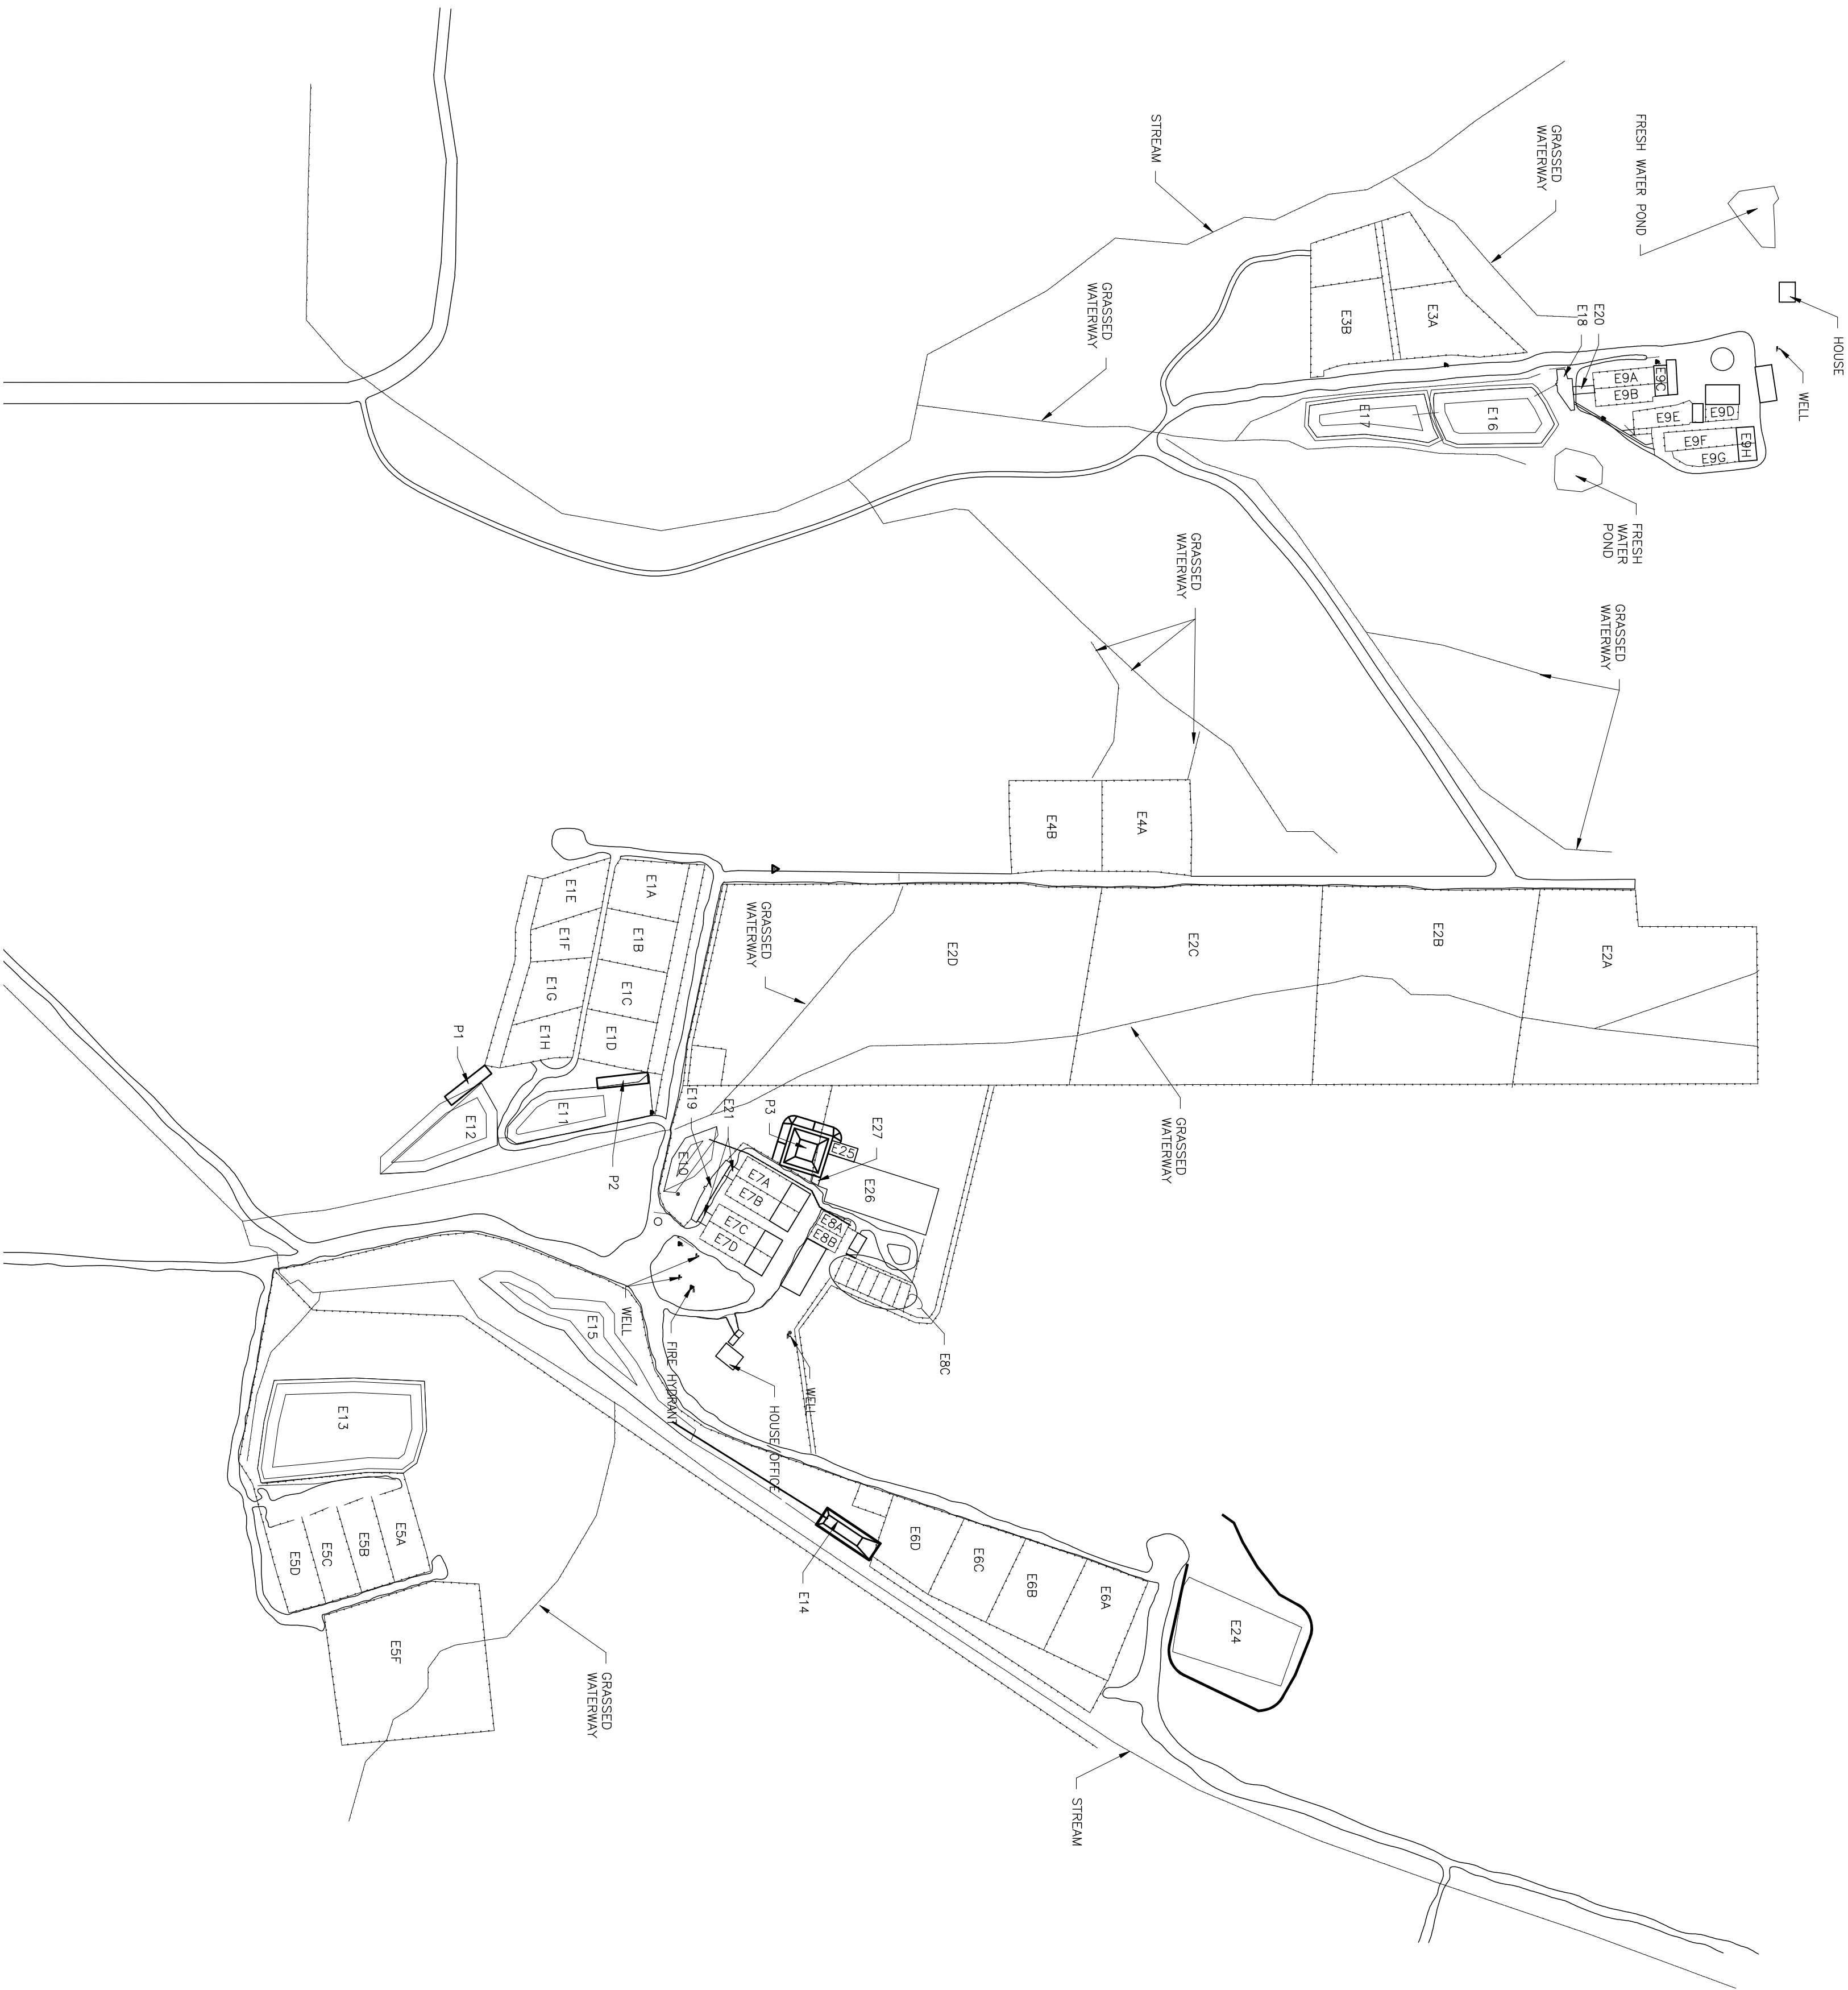 HOUSE
WELL
FRESH WATER POND
GRASSED
WATERWAY
STREAM
GRASSED
WATERWAY
E3A
E3B
E20
E18
E9A
E9B
E9C
E9D
E9E
E9F
E9G
E9H
E16
E17
FRESH
WATER
POND
GRASSED
WATERWAY
GRASSED
WATERWAY
E4A
E4B
E2A
E2B
E2C
E2D
GRASSED
WATERWAY
GRASSED
WATERWAY
E1A
E1B
E1C
E1D
E1E
E1F
E1G
E1H
P1
P2
E11
E12
E19
E21
P3
E27
E25
E26
E10
E7A
E7B
E7C
E7D
E8A
E8B
E8C
WELL
WELL
FIRE HYDRANT
HOUSE/OFFICE
E15
E13
E14
E5A
E5B
E5C
E5D
E5F
E6A
E6B
E6C
E6D
E24
GRASSED
WATERWAY
STREAM